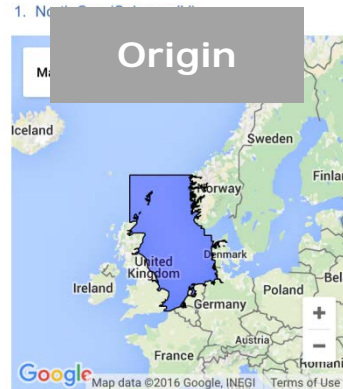 1.
Origin
Iceland
Sweden
Norway
United
Kingdom
Denmark
Ireland
Poland
Germany
Austria
France
+
−
Google
Map data ©2016 Google, INEGI Terms of Use